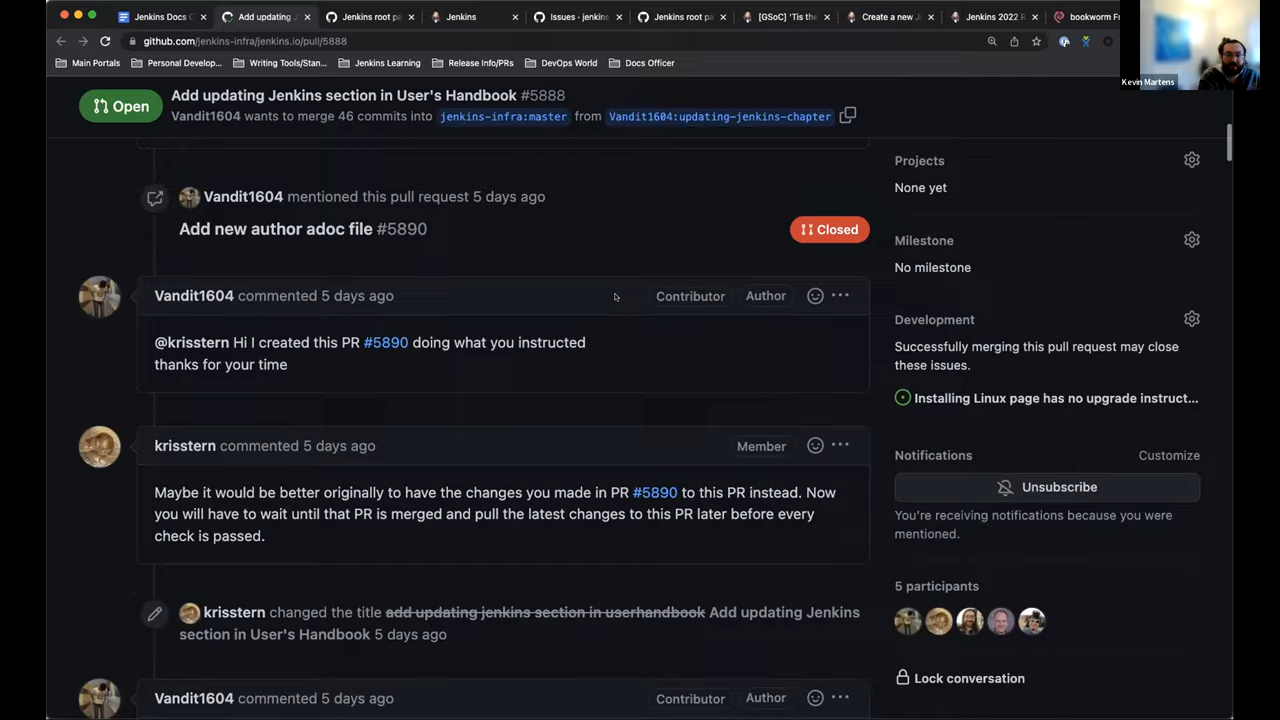 Jenkins Docs
Adding updating J
Jenkins root pa
Jenkins
Issues · jenkins
Jenkins root pa
[GSoC] 'Tis the
Create a new J
Jenkins 2022 R
bookworm Fr
github.com/jenkins-infra/jenkins.io/pull/5888
Main Portals
Personal Develop...
Writing Tools/Stan...
Jenkins Learning
Release Info/PRs
DevOps World
Docs Officer
Kevin Martens
Open
Add updating Jenkins section in User's Handbook #5888
Vandit1604 wants to merge 46 commits into jenkins-infra:master from Vandit1604:updating-jenkins-chapter
Vandit1604 mentioned this pull request 5 days ago
Add new author adoc file #5890
Closed
Vandit1604 commented 5 days ago
Contributor
Author
@krisstern Hi I created this PR #5890 doing what you instructed
thanks for your time
krisstern commented 5 days ago
Member
Maybe it would be better originally to have the changes you made in PR #5890 to this PR instead. Now
you will have to wait until that PR is merged and pull the latest changes to this PR later before every
check is passed.
krisstern changed the title add updating jenkins section in userhandbook Add updating Jenkins
section in User's Handbook 5 days ago
Vandit1604 commented 5 days ago
Contributor
Author
Projects
None yet
Milestone
No milestone
Development
Successfully merging this pull request may close
these issues.
Installing Linux page has no upgrade instruct...
Notifications
Customize
Unsubscribe
You're receiving notifications because you were
mentioned.
5 participants
Lock conversation